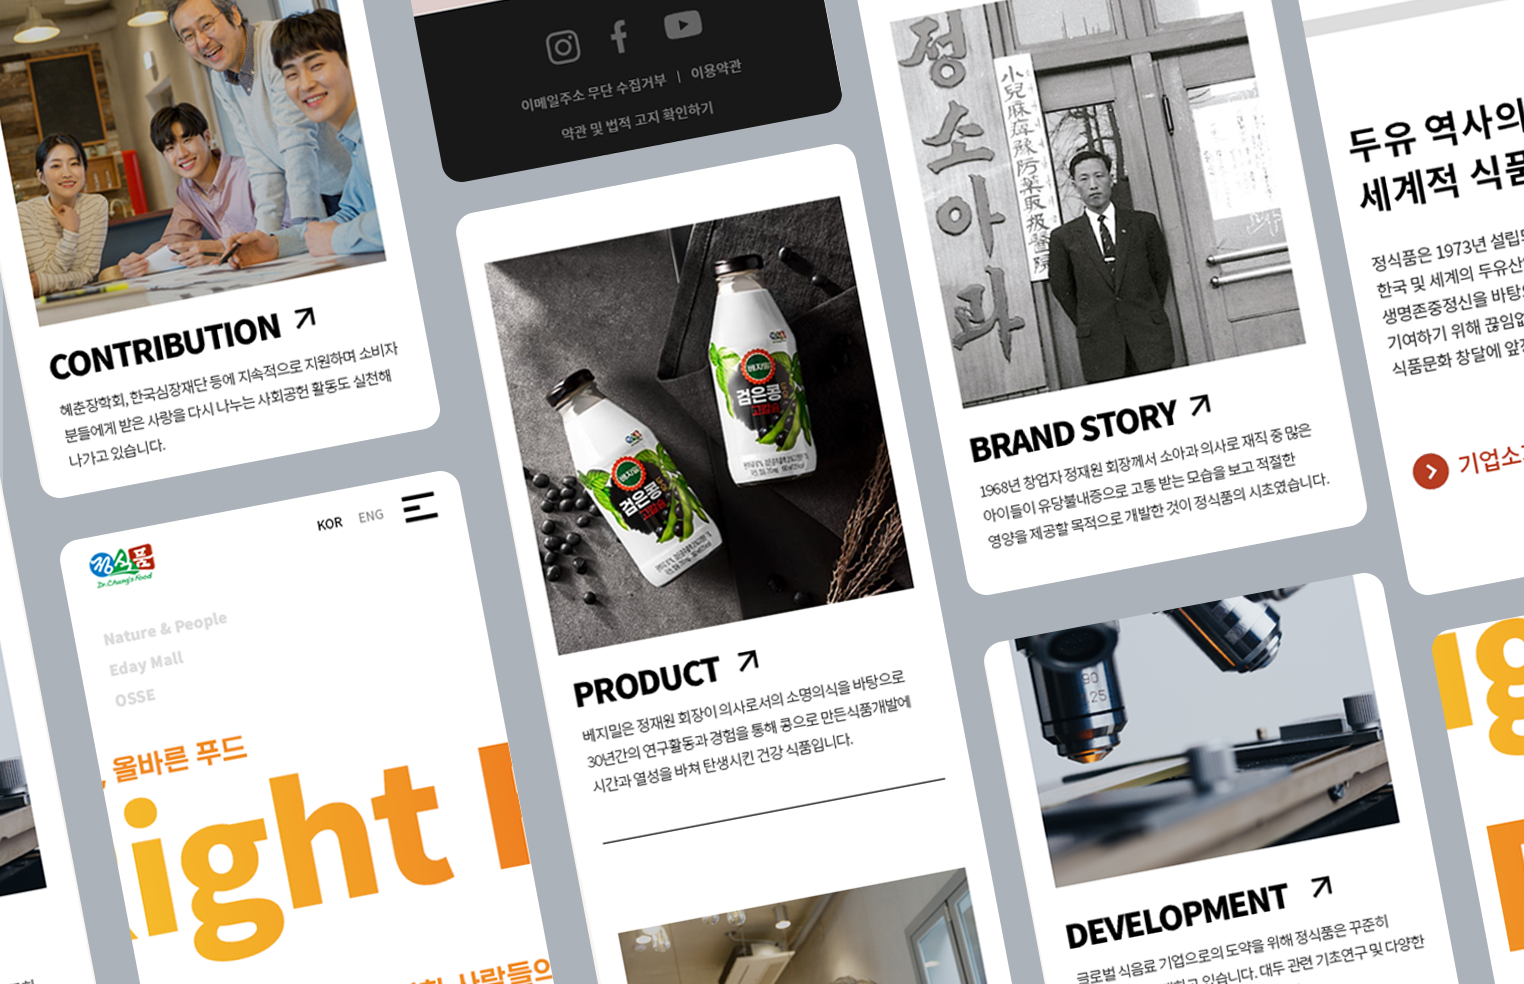 CONTRIBUTION
혜춘장학회, 한국심장재단 등에 지속적으로 지원하며 소비자
분들에게 받은 사랑을 다시 나누는 사회공헌 활동도 실천해
나가고 있습니다.
KOR ENG
정식품
Dr.Chung's Food
Nature & People
Eday Mall
OSSE
, 올바른 푸드
ight
사람들의
이메일주소 무단 수집거부 | 이용약관
약관 및 법적 고지 확인하기
베지밀
검은콩
고칼슘
베지밀
검은콩
고칼슘
PRODUCT
베지밀은 정재원 회장이 의사로서의 소명의식을 바탕으로
30년간의 연구활동과 경험을 통해 콩으로 만든식품개발에
시간과 열성을 바쳐 탄생시킨 건강 식품입니다.
정소아과
小兒麻痺豫防藥取扱醫院
BRAND STORY
1968년 창업자 정재원 회장께서 소아과 의사로 재직 중 많은
아이들이 유당불내증으로 고통 받는 모습을 보고 적절한
영양을 제공할 목적으로 개발한 것이 정식품의 시초였습니다.
DEVELOPMENT
글로벌 식음료 기업으로의 도약을 위해 정식품은 꾸준히
있습니다. 대두 관련 기초연구 및 다양한
두유 역사의
세계적 식품
정식품은 1973년 설립
한국 및 세계의 두유산
생명존중정신을 바탕
기여하기 위해 끊임없
식품문화 창달에 앞
기업소